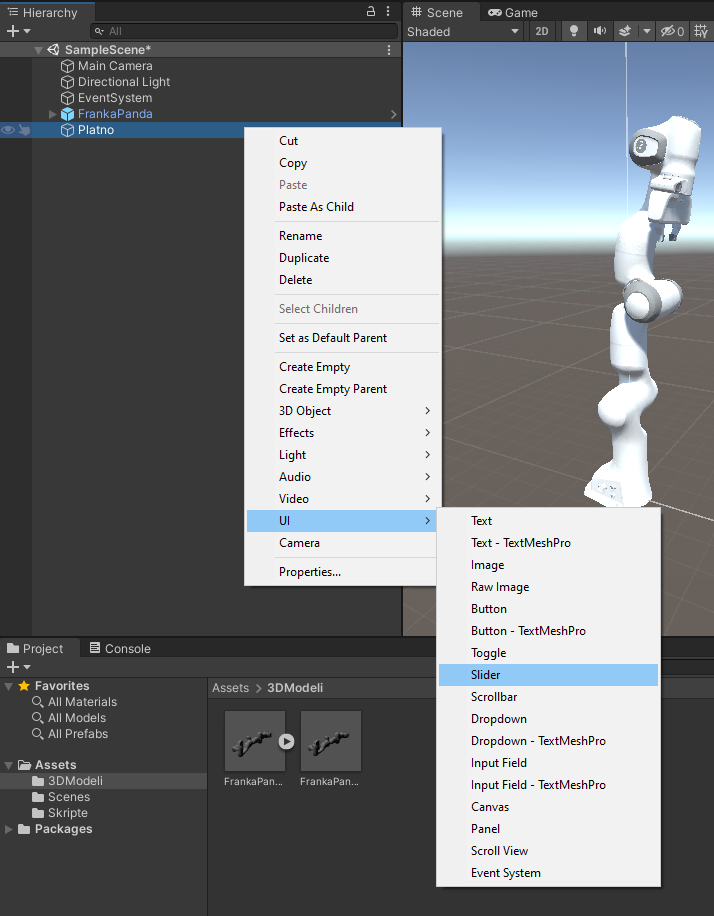 Hierarchy
All
SampleScene*
Main Camera
Directional Light
EventSystem
FrankaPanda
Platno
Scene
Game
Shaded
2D
0
Cut
Copy
Paste
Paste As Child
Rename
Duplicate
Delete
Select Children
Set as Default Parent
Create Empty
Create Empty Parent
3D Object
Effects
Light
Audio
Video
UI
Camera
Properties...
Text
Text - TextMeshPro
Image
Raw Image
Button
Button - TextMeshPro
Toggle
Slider
Scrollbar
Dropdown
Dropdown - TextMeshPro
Input Field
Input Field - TextMeshPro
Canvas
Panel
Scroll View
Event System
Project
Console
Favorites
All Materials
All Models
All Prefabs
Assets
3DModeli
Scenes
Skripte
Packages
Assets > 3DModeli
FrankaPan...
FrankaPan...